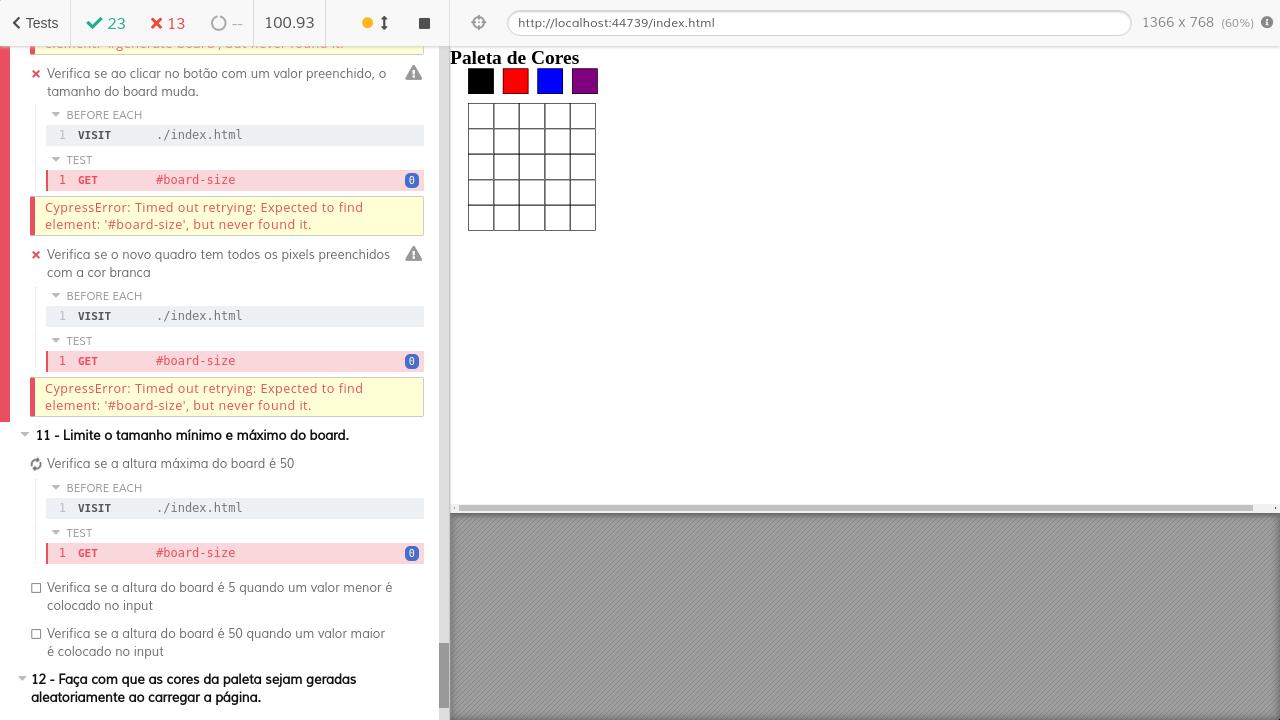 Tests
23
13
--
100.93
http://localhost:44739/index.html
1366 x 768 (60%)
element: '#generate-board', but never found it.
Verifica se ao clicar no botão com um valor preenchido, o
tamanho do board muda.
BEFORE EACH
1 VISIT ./index.html
TEST
1 GET #board-size 0
CypressError: Timed out retrying: Expected to find
element: '#board-size', but never found it.
Verifica se o novo quadro tem todos os pixels preenchidos
com a cor branca
BEFORE EACH
1 VISIT ./index.html
TEST
1 GET #board-size 0
CypressError: Timed out retrying: Expected to find
element: '#board-size', but never found it.
11 - Limite o tamanho mínimo e máximo do board.
Verifica se a altura máxima do board é 50
BEFORE EACH
1 VISIT ./index.html
TEST
1 GET #board-size 0
Verifica se a altura do board é 5 quando um valor menor é
colocado no input
Verifica se a altura do board é 50 quando um valor maior
é colocado no input
12 - Faça com que as cores da paleta sejam geradas
aleatoriamente ao carregar a página.
Paleta de Cores